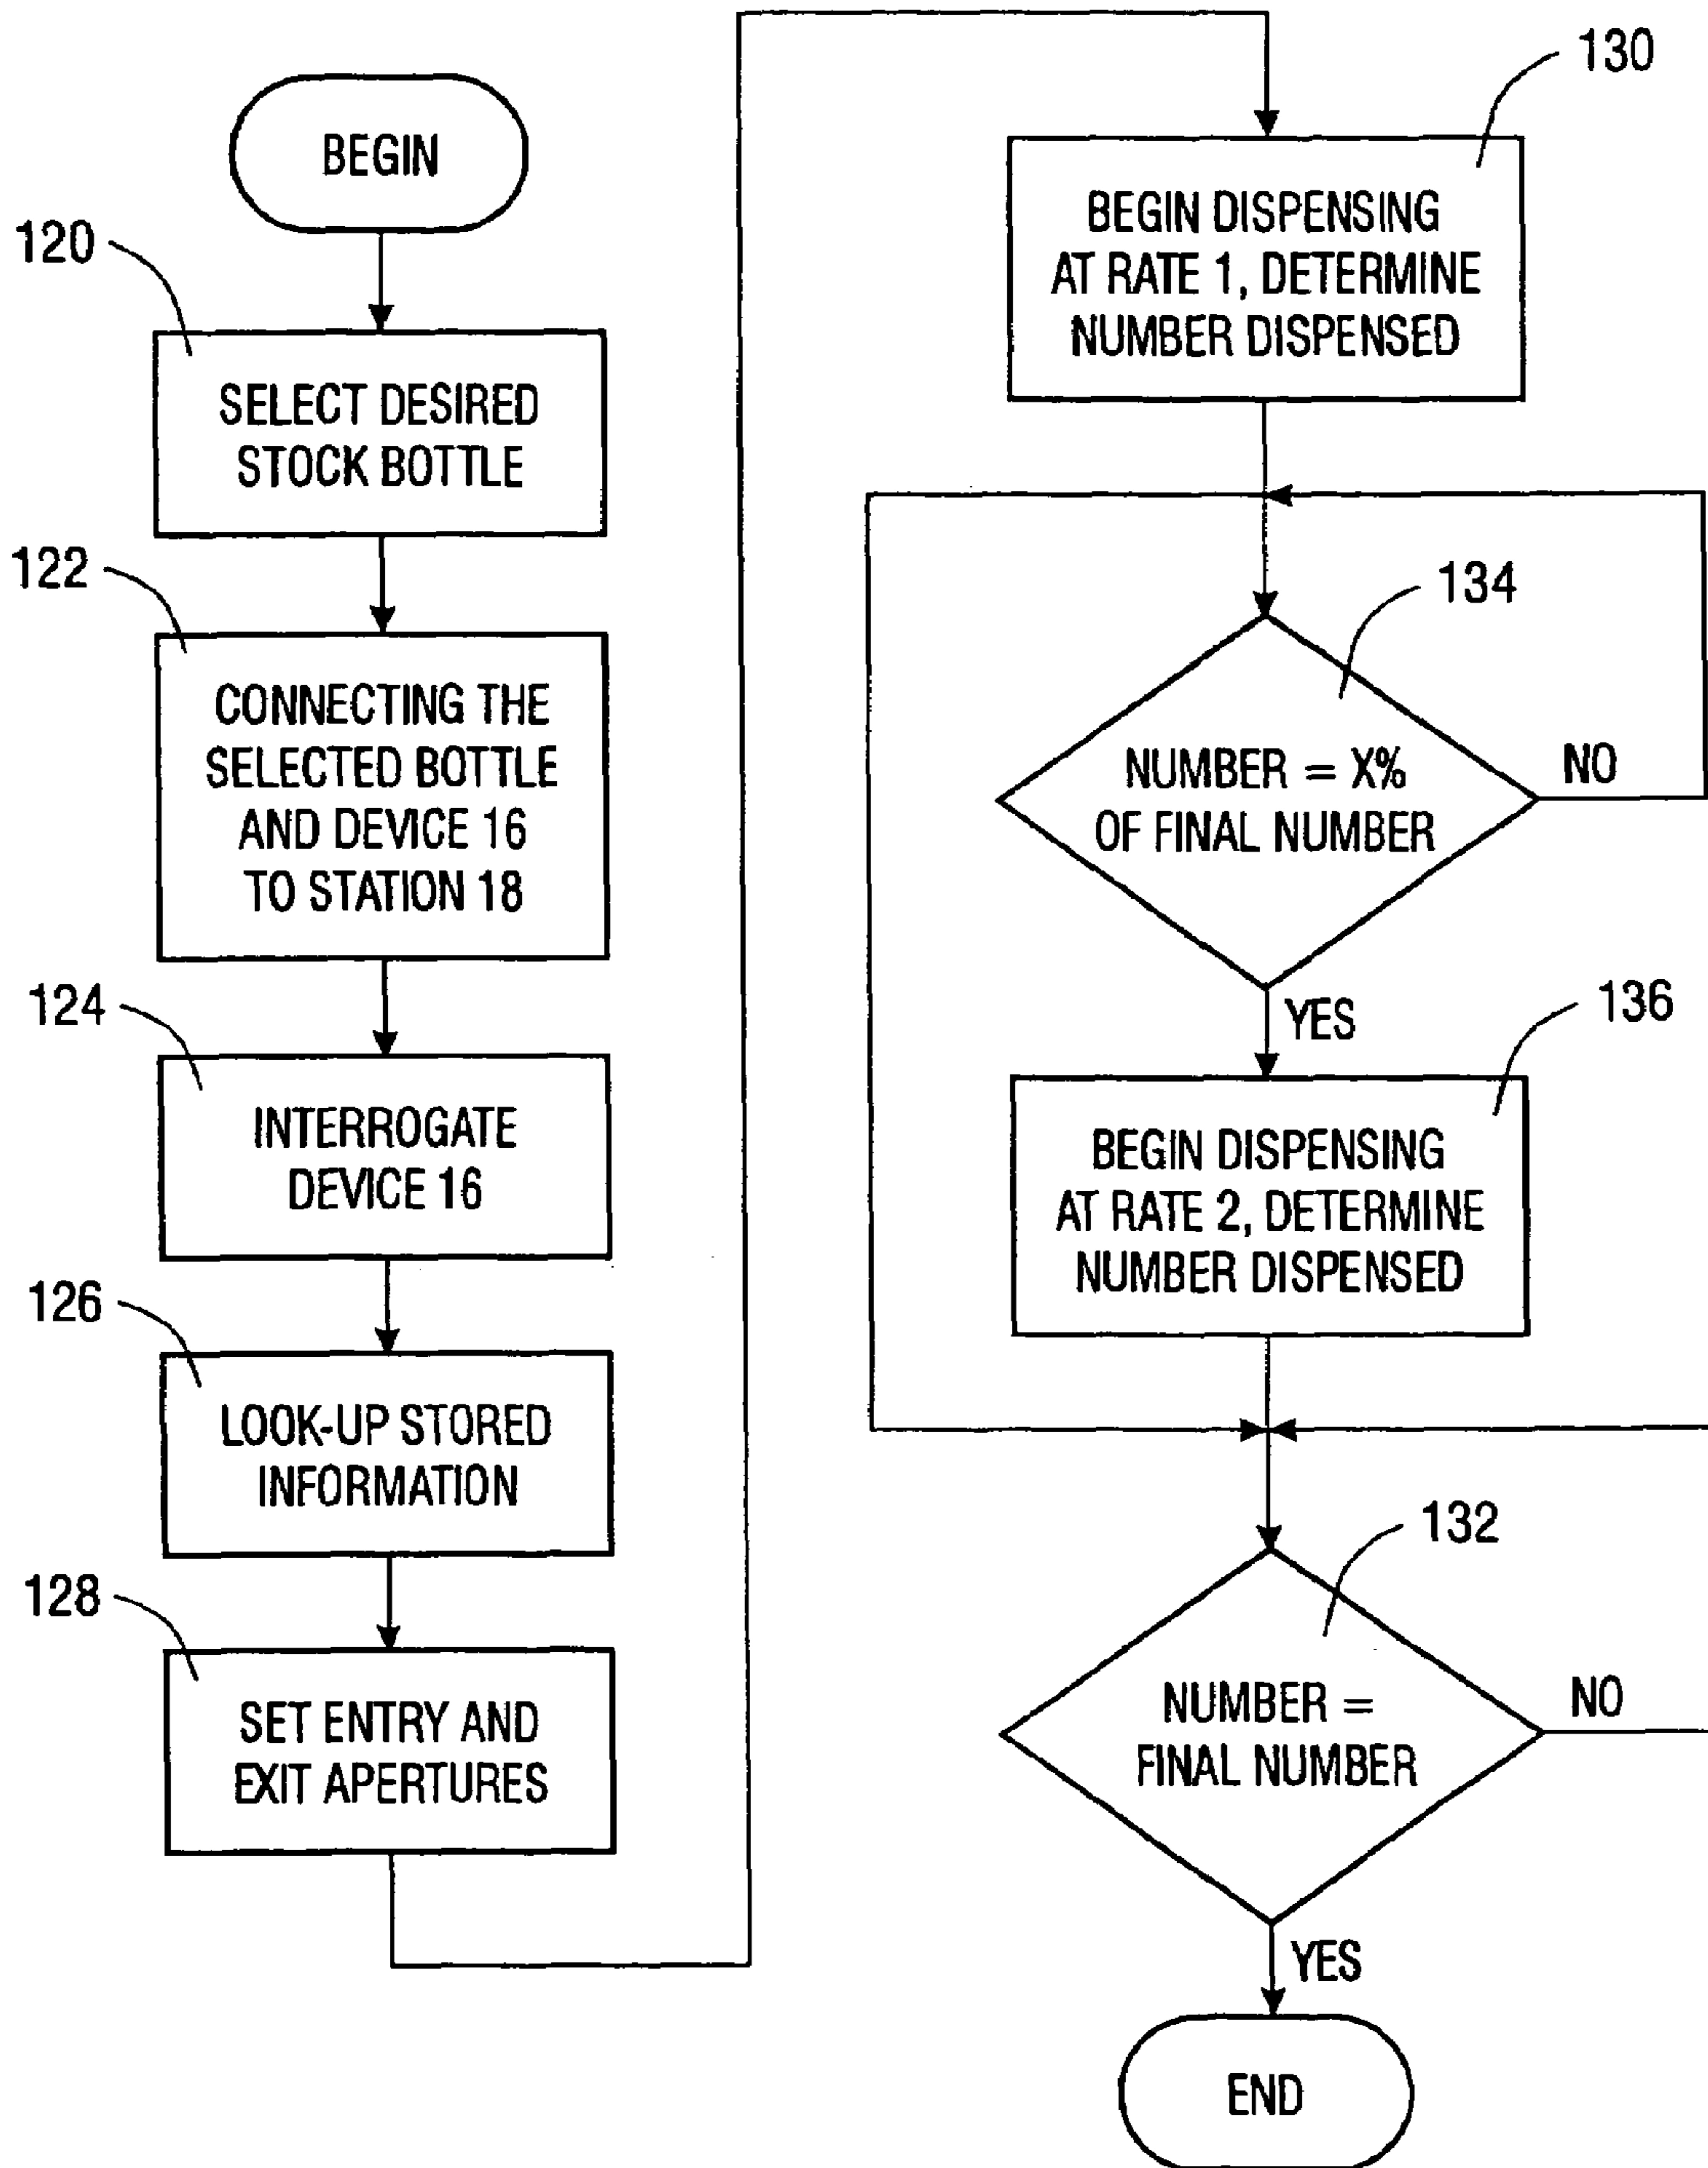 BEGIN
120
SELECT DESIRED
STOCK BOTTLE
122
CONNECTING THE
SELECTED BOTTLE
AND DEVICE 16
TO STATION 18
124
INTERROGATE
DEVICE 16
126
LOOK-UP STORED
INFORMATION
128
SET ENTRY AND
EXIT APERTURES
130
BEGIN DISPENSING
AT RATE 1, DETERMINE
NUMBER DISPENSED
134
NUMBER = X%
OF FINAL NUMBER
NO
YES
136
BEGIN DISPENSING
AT RATE 2, DETERMINE
NUMBER DISPENSED
132
NUMBER =
FINAL NUMBER
NO
YES
END